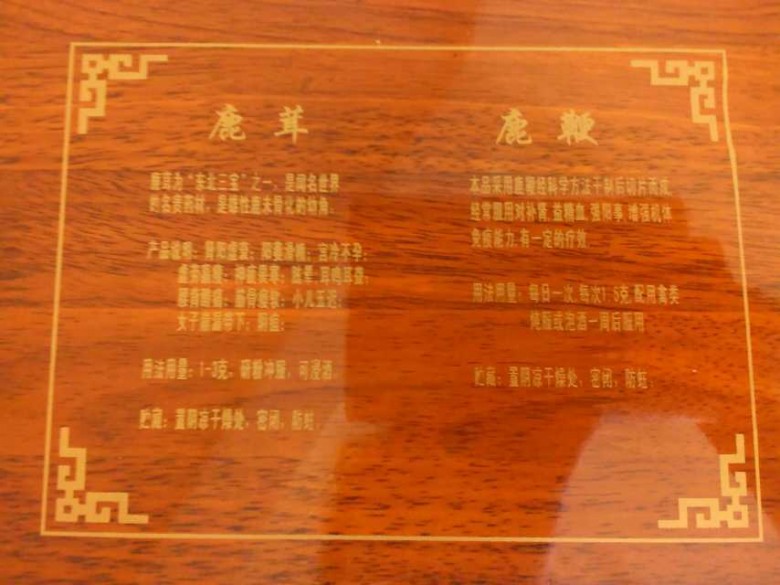 鹿茸
鹿茸为“东北三宝”之一，是闻名世界
的名贵药材，是雄性鹿未骨化的幼角。
产品说明：肾阳虚衰；阳萎滑精；宫冷不孕；
虚劳羸瘦；神疲畏寒；眩晕，耳鸣耳聋；
腰脊酸痛；筋骨痿软；小儿五迟；
女子崩漏带下；阴疽；
用法用量：1-3克，研粉冲服，可浸酒
贮藏：置阴凉干燥处，密闭，防蛀，
鹿鞭
本品采用鹿鞭经科学方法干制后切片而成，
经常服用对补肾，益精血，强阳事，增强机体
免疫能力，有一定的疗效
用法用量：每日一次，每次1-5克，配用禽类
炖服或泡酒一周后服用
贮藏：置阴凉干燥处，密闭，防蛀，